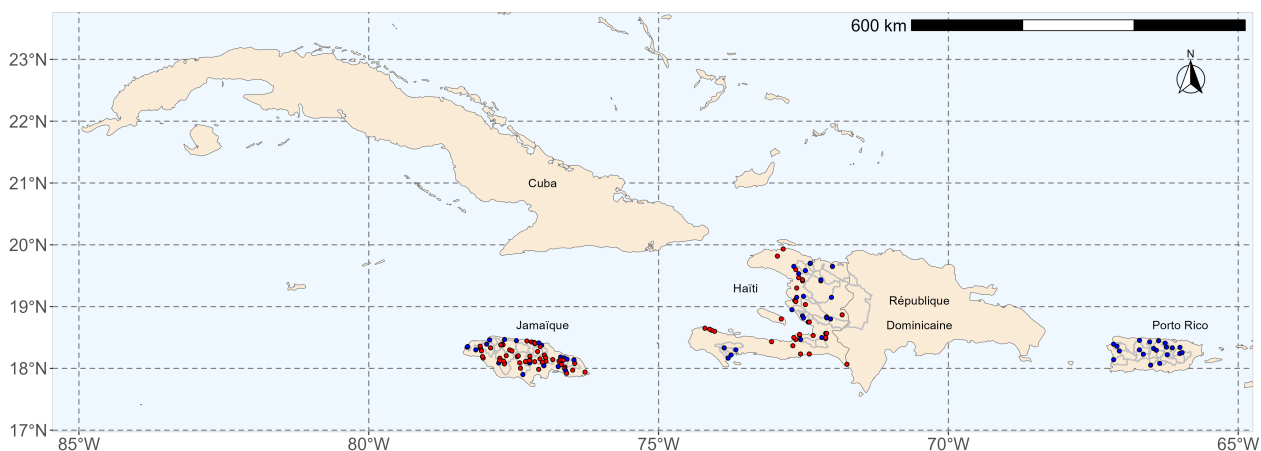 600 km
N
23°N
22°N
21°N
20°N
19°N
18°N
17°N
Cuba
Haïti
République
Dominicaine
Jamaïque
Porto Rico
85°W
80°W
75°W
70°W
65°W